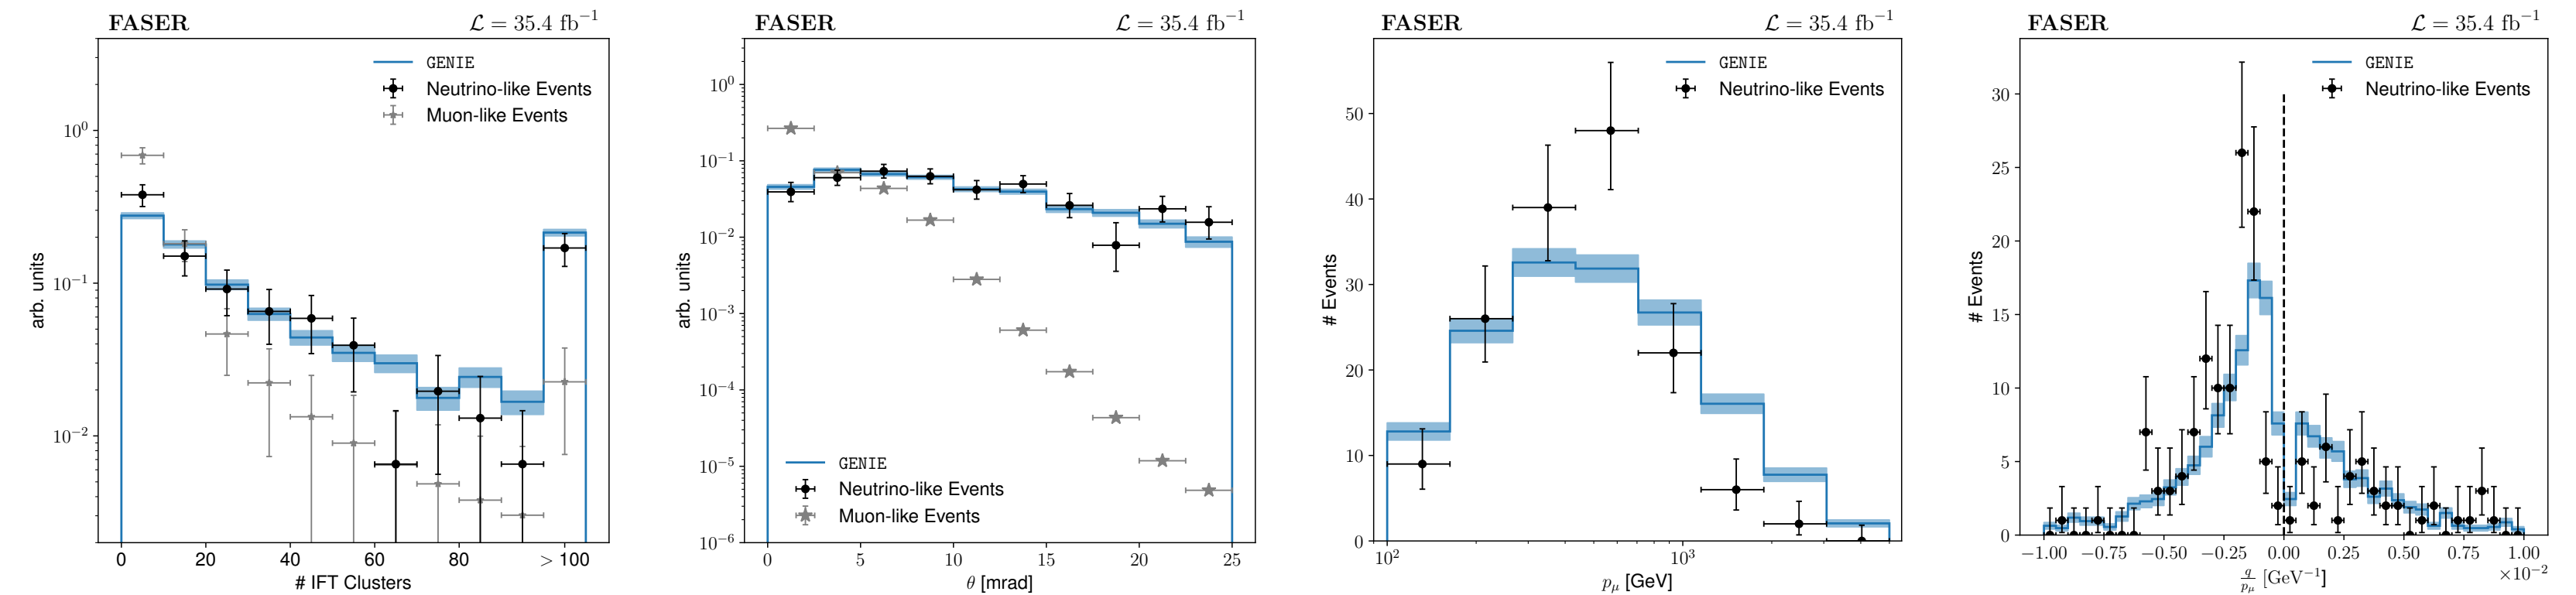 FASER
ℒ = 35.4 fb⁻¹
GENIE
Neutrino-like Events
Muon-like Events
arb. units
10⁰
10⁻¹
10⁻²
0 20 40 60 80 > 100
# IFT Clusters
FASER
ℒ = 35.4 fb⁻¹
arb. units
10⁰
10⁻¹
10⁻²
10⁻³
10⁻⁴
10⁻⁵
10⁻⁶
GENIE
Neutrino-like Events
Muon-like Events
0 5 10 15 20 25
θ [mrad]
FASER
ℒ = 35.4 fb⁻¹
GENIE
Neutrino-like Events
# Events
50
40
30
20
10
0
10² 10³
pμ [GeV]
FASER
ℒ = 35.4 fb⁻¹
GENIE
Neutrino-like Events
# Events
30
25
20
15
10
5
0
−1.00 −0.75 −0.50 −0.25 0.00 0.25 0.50 0.75 1.00
×10⁻²
q/pμ [GeV⁻¹]